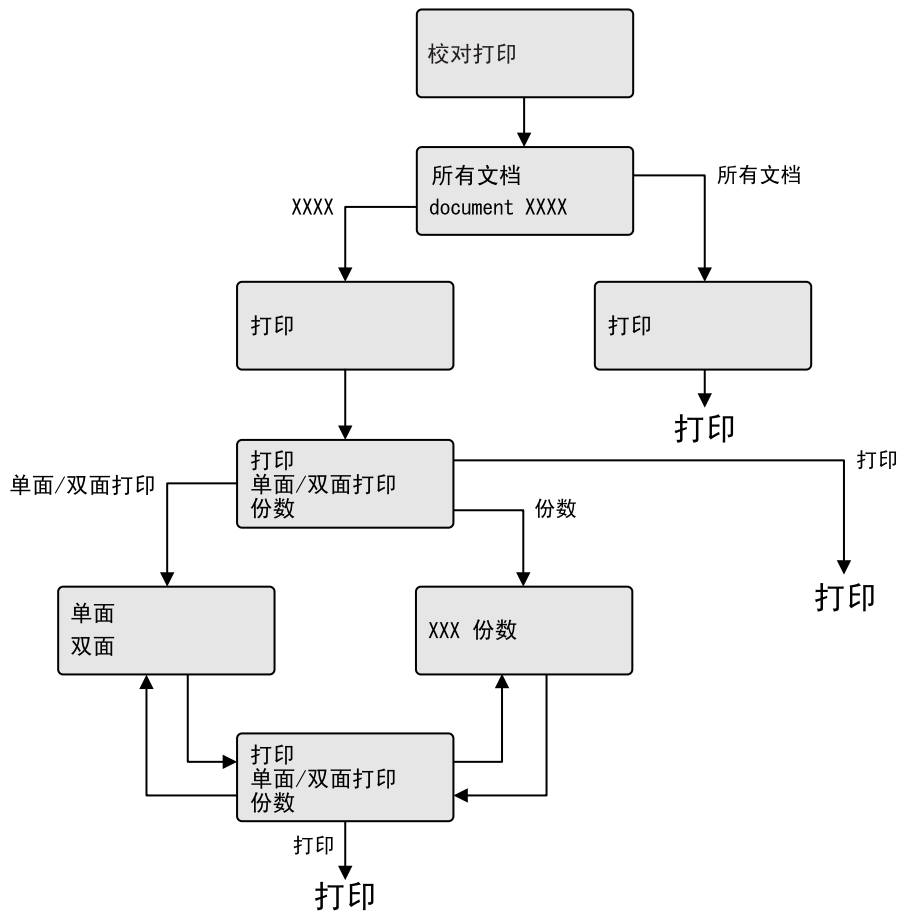 校对打印
所有文档
document XXXX
XXXX
所有文档
打印
打印
打印
打印
单面/双面打印
份数
单面/双面打印
份数
打印
打印
单面
双面
XXX 份数
打印
单面/双面打印
份数
打印
打印